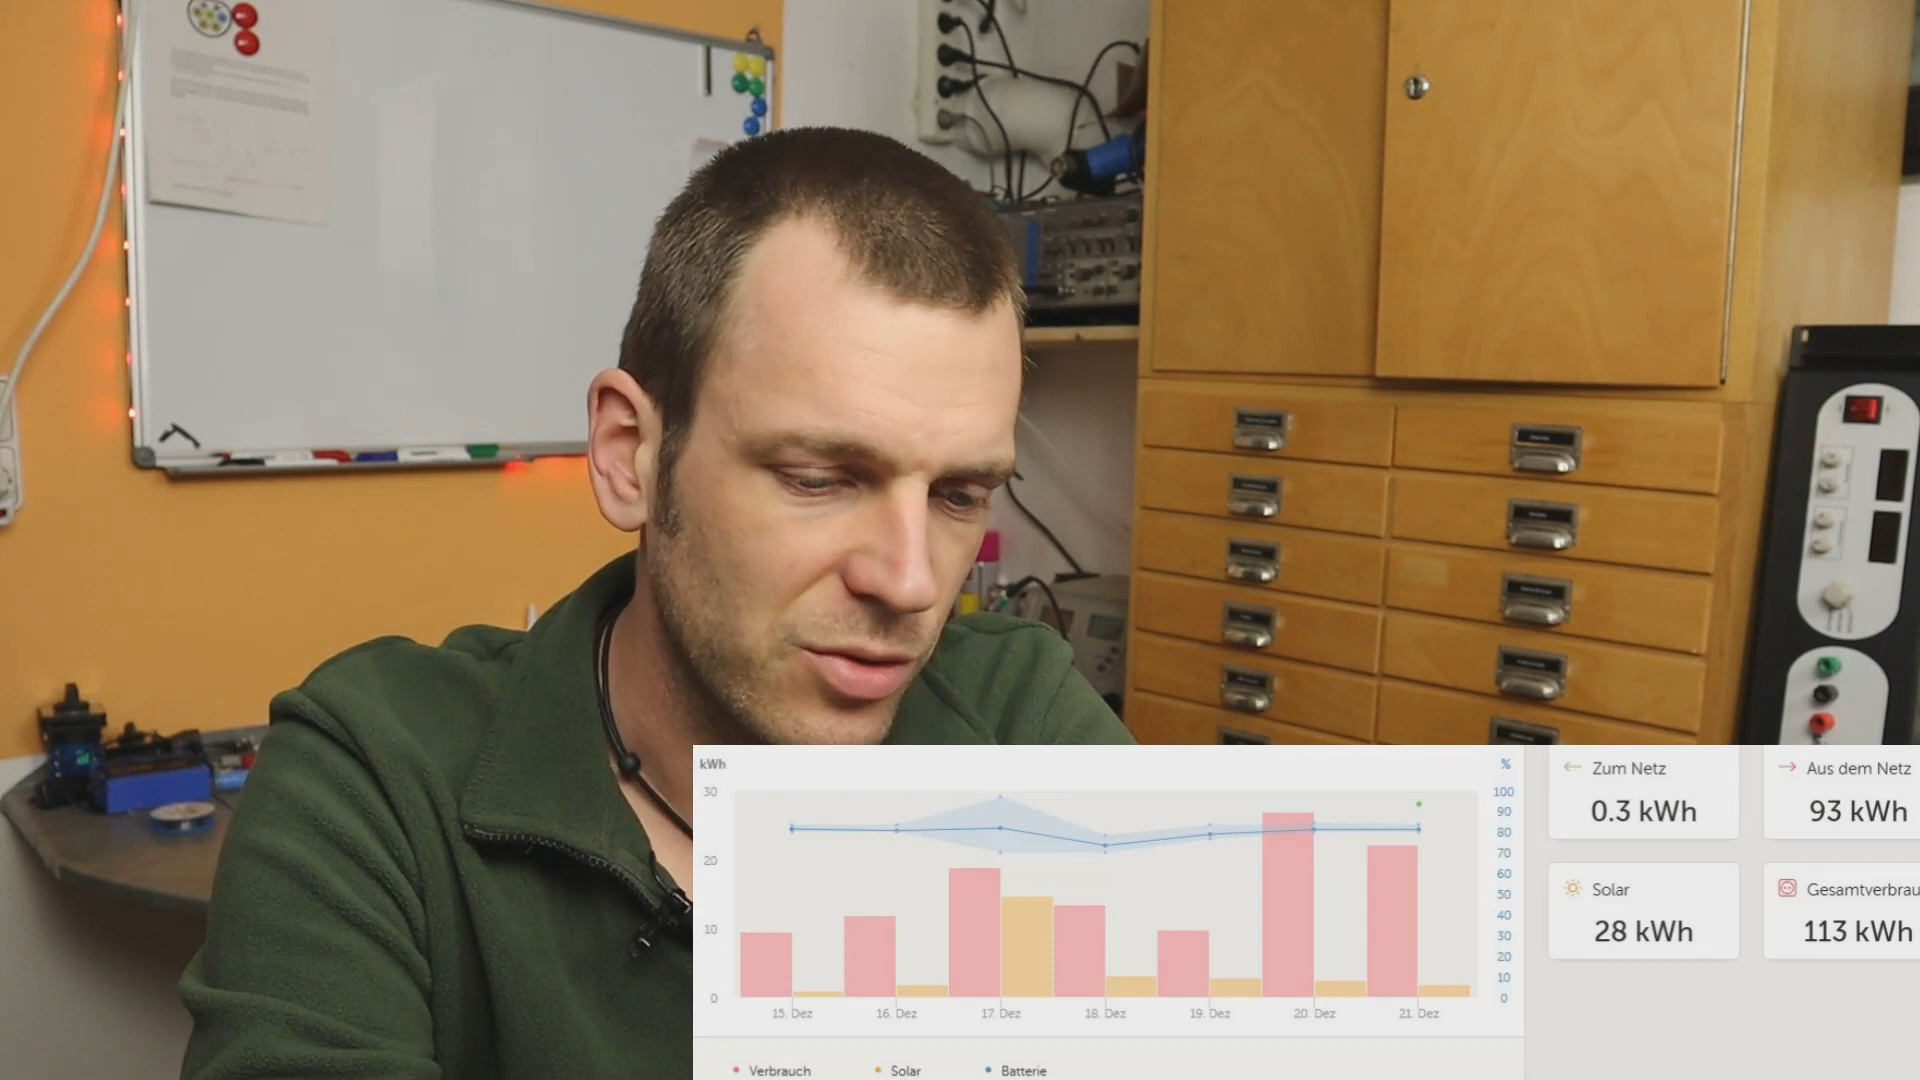 kWh
%
30
20
10
0
100
90
80
70
60
50
40
30
20
10
0
15. Dez
16. Dez
17. Dez
18. Dez
19. Dez
20. Dez
21. Dez
Verbrauch
Solar
Batterie
Zum Netz
0.3 kWh
Aus dem Netz
93 kWh
Solar
28 kWh
Gesamtverbrau
113 kWh